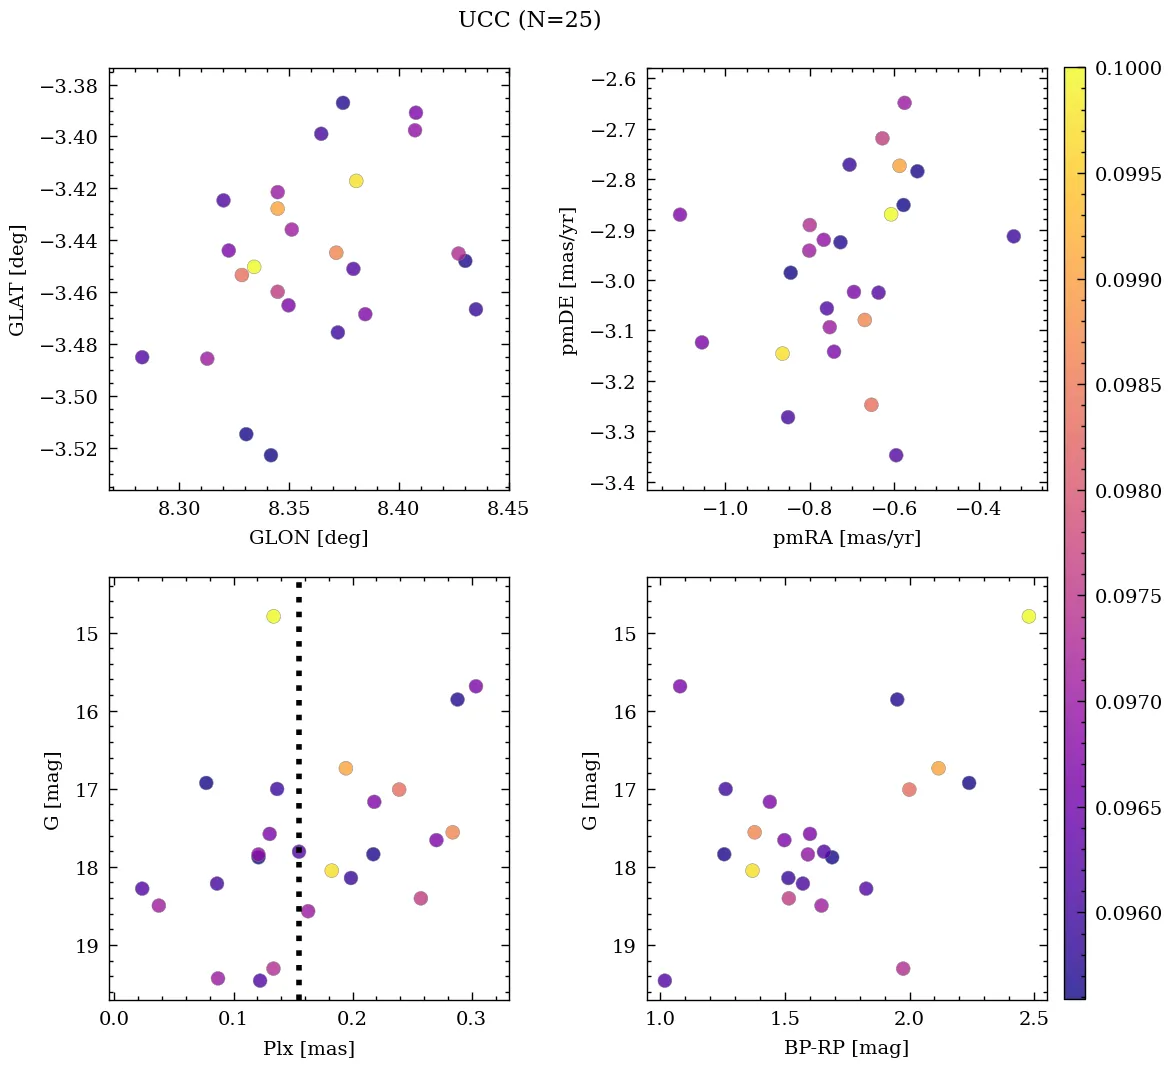 UCC (N=25)
−3.38
−3.40
−3.42
−3.44
−3.46
−3.48
−3.50
−3.52
GLAT [deg]
8.30 8.35 8.40 8.45
GLON [deg]
−2.6
−2.7
−2.8
−2.9
−3.0
−3.1
−3.2
−3.3
−3.4
pmDE [mas/yr]
−1.0 −0.8 −0.6 −0.4
pmRA [mas/yr]
15
16
17
18
19
G [mag]
0.0 0.1 0.2 0.3
Plx [mas]
15
16
17
18
19
G [mag]
1.0 1.5 2.0 2.5
BP-RP [mag]
0.1000
0.0995
0.0990
0.0985
0.0980
0.0975
0.0970
0.0965
0.0960